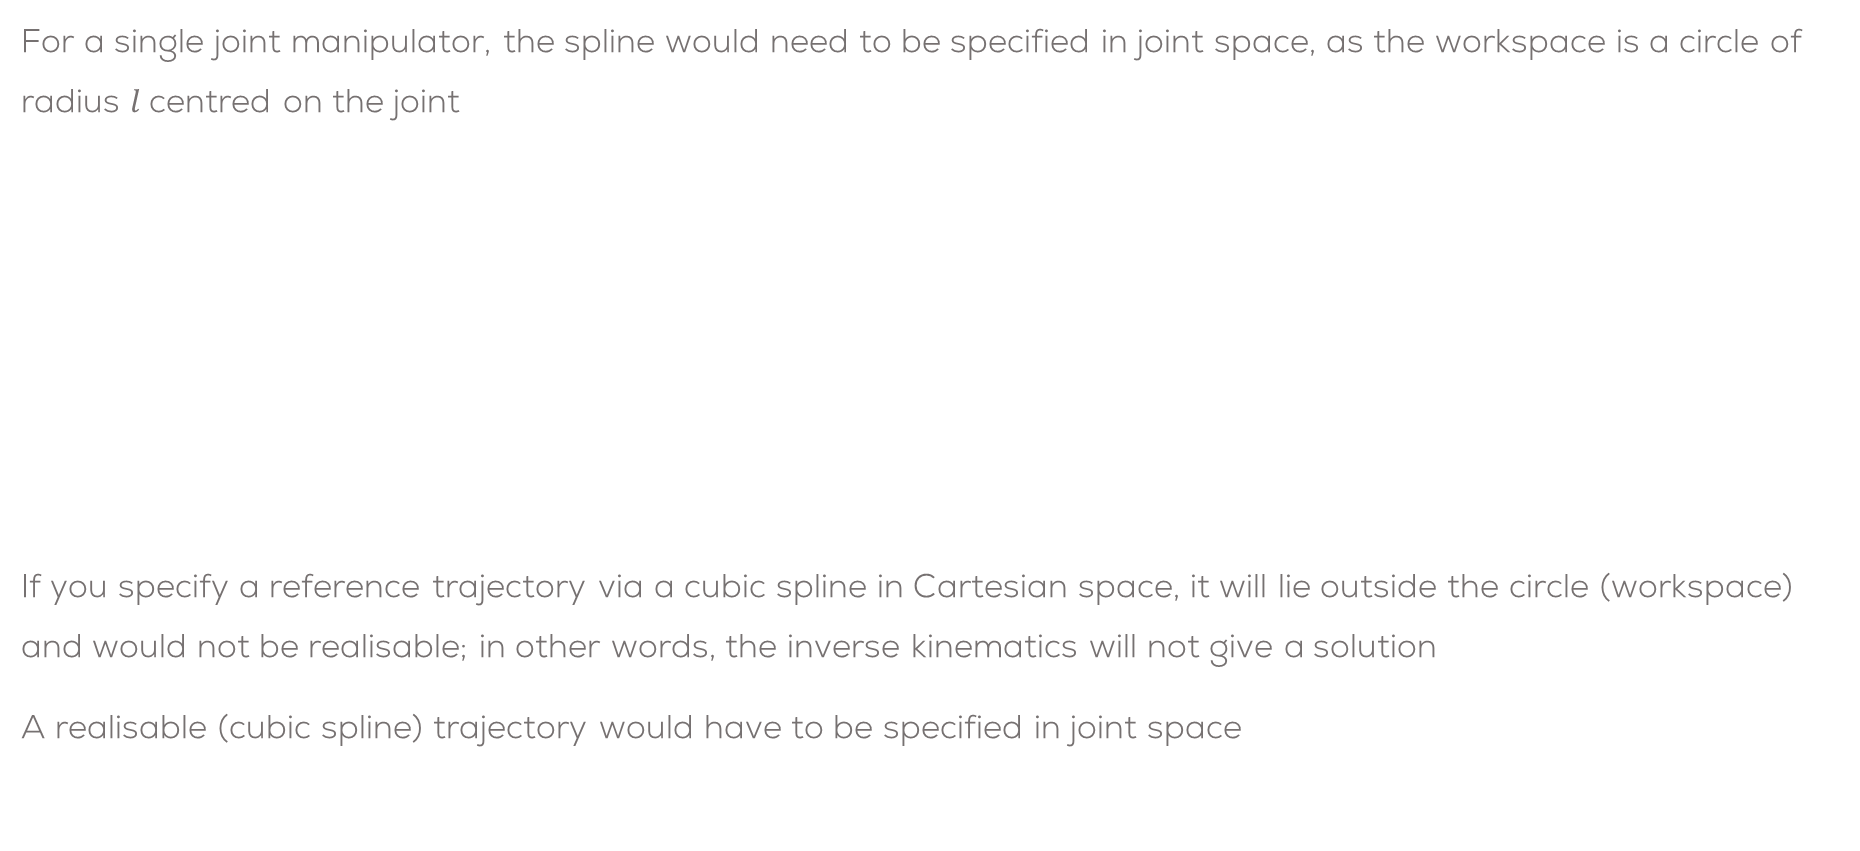 For a single joint manipulator, the spline would need to be specified in joint space, as the workspace is a circle of
radius l centred on the joint
If you specify a reference trajectory via a cubic spline in Cartesian space, it will lie outside the circle (workspace)
and would not be realisable; in other words, the inverse kinematics will not give a solution
A realisable (cubic spline) trajectory would have to be specified in joint space